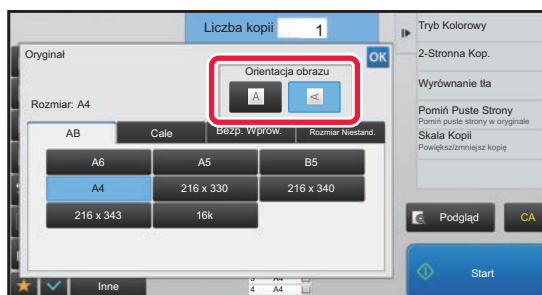 Liczba kopii 1
Oryginał
OK
Orientacja obrazu
A A
Rozmiar: A4
AB Cale Bezp. Wprow. Rozmiar Niestand.
A6 A5 B5
A4 216 x 330 216 x 340
216 x 343 16k
Inne
3 A4
4 A4
Tryb Kolorowy
2-Stronna Kop.
Wyrównanie tła
Pomiń Puste Strony
Pomiń puste strony w oryginale
Skala Kopii
Powiększ/zmniejsz kopię
Podgląd CA
Start